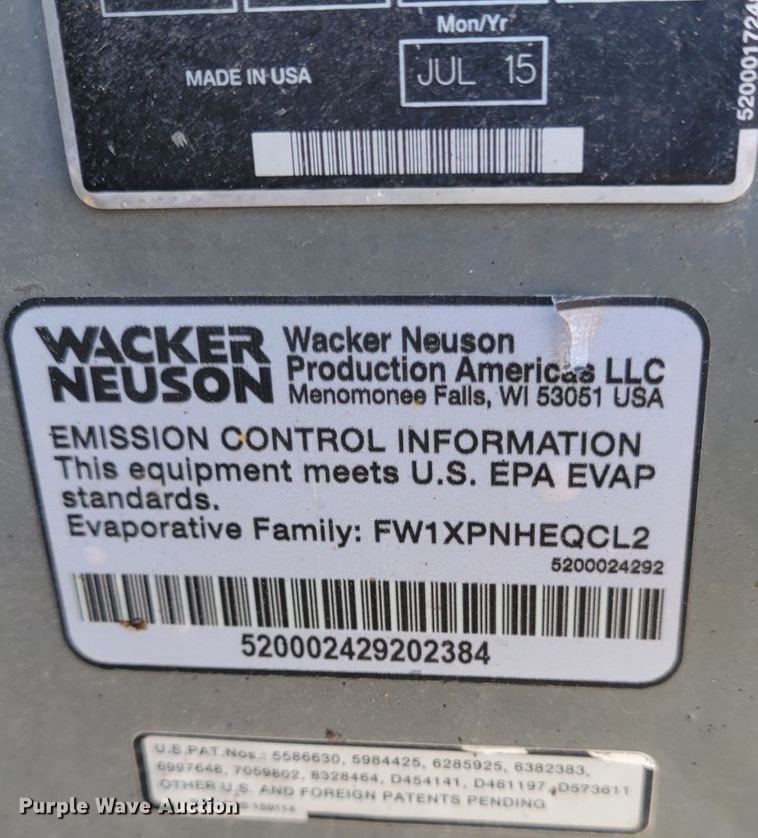 Mon/Yr
MADE IN USA
JUL 15
WACKER
NEUSON
Wacker Neuson
Production Americas LLC
Menomonee Falls, WI 53051 USA
EMISSION CONTROL INFORMATION
This equipment meets U.S. EPA EVAP
standards.
Evaporative Family: FW1XPNHEQCL2
5200024292
520002429202384
U.S.PAT.Nos.: 5586630, 5984425, 6285925, 6382383,
6997648, 7059802, 8328464, D454141, D461197, D573611
OTHER U.S. AND FOREIGN PATENTS PENDING
Purple Wave Auction